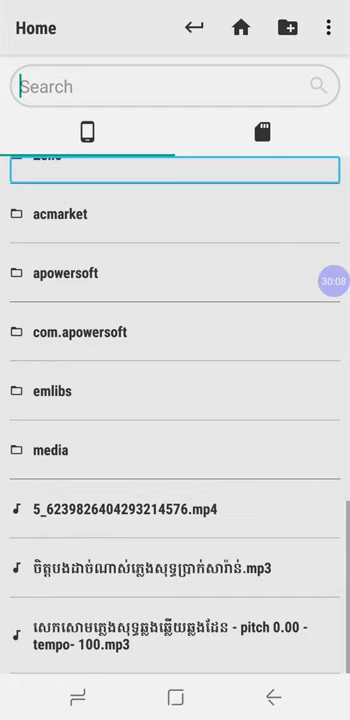 Home
Search
acmarket
apowersoft
30:08
com.apowersoft
emlibs
media
5_6239826404293214576.mp4
ចិត្តបងដាច់ណាស់ភ្លេងសុទ្ធប្រាក់សារ៉ាន់.mp3
សេកសោមភ្លេងសុទ្ធឆ្លងឆ្លើយឆ្លងដែន - pitch 0.00 -
tempo- 100.mp3